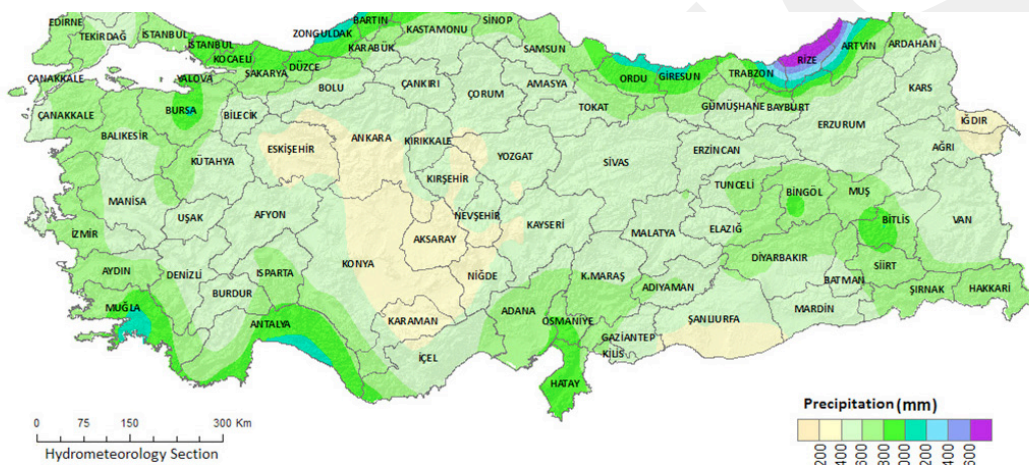 EDİRNE
TEKİRDAĞ
İSTANBUL
İSTANBUL
KOCAELİ
YALOVA
SAKARYA
DÜZCE
ZONGULDAK
BARTIN
KARABUK
KASTAMONU
SİNOP
SAMSUN
ORDU
GİRESUN
TRABZON
RİZE
ARTVİN
ARDAHAN
ÇANAKKALE
ÇANAKKALE
BURSA
BİLECİK
BOLU
ÇANKIRI
ÇORUM
AMASYA
TOKAT
GÜMÜŞHANE
BAYBURT
KARS
BALIKESİR
KÜTAHYA
ESKİŞEHİR
ANKARA
KIRIKKALE
YOZGAT
SİVAS
ERZİNCAN
ERZURUM
IĞDIR
AĞRI
KIRŞEHİR
TUNCELİ
BİNGÖL
MUŞ
BİTLİS
VAN
MANİSA
UŞAK
AFYON
AKSARAY
NEVŞEHİR
KAYSERİ
MALATYA
ELAZIĞ
İZMİR
AYDIN
DENİZLİ
ISPARTA
BURDUR
KONYA
NİĞDE
K.MARAŞ
ADIYAMAN
DİYARBAKIR
BATMAN
SİİRT
ŞIRNAK
HAKKARİ
MUĞLA
ANTALYA
KARAMAN
İÇEL
ADANA
OSMANİYE
GAZİANTEP
KİLİS
ŞANLIURFA
MARDİN
HATAY
0 75 150 300 Km
Hydrometeorology Section
Precipitation (mm)
200
400
600
800